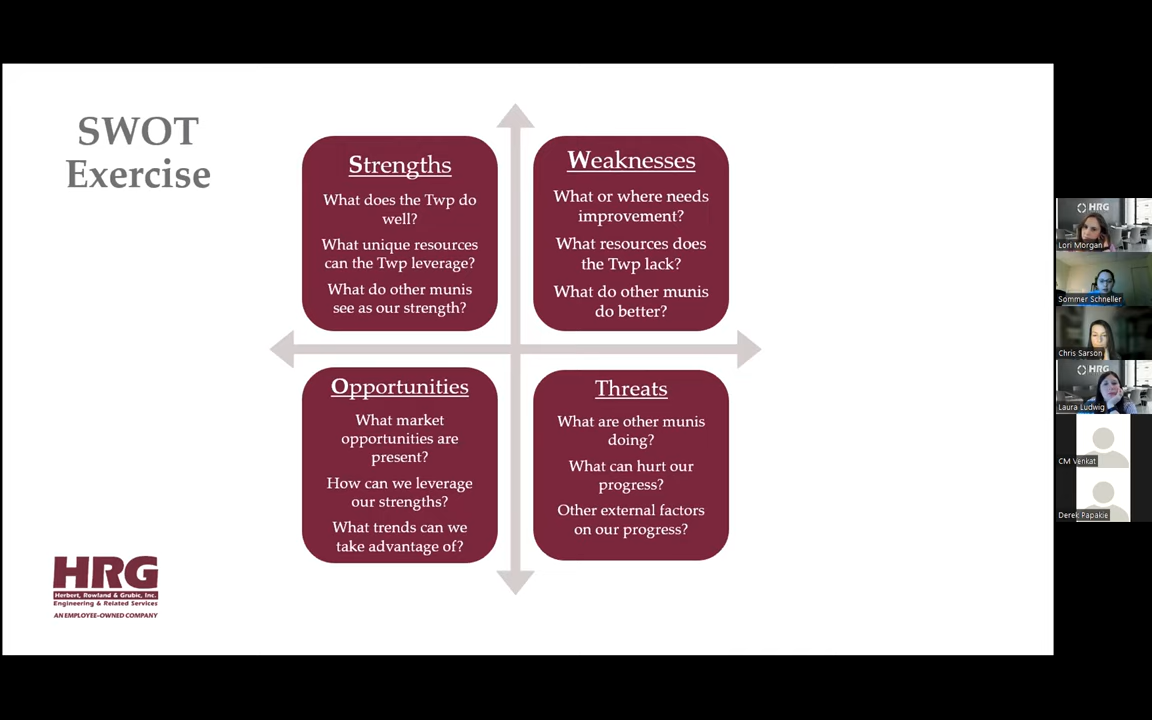 SWOT
Exercise
Strengths
What does the Twp do
well?
What unique resources
can the Twp leverage?
What do other munis
see as our strength?
Weaknesses
What or where needs
improvement?
What resources does
the Twp lack?
What do other munis
do better?
Opportunities
What market
opportunities are
present?
How can we leverage
our strengths?
What trends can we
take advantage of?
Threats
What are other munis
doing?
What can hurt our
progress?
Other external factors
on our progress?
HRG
Herbert, Rowland & Grubic, Inc.
Engineering & Related Services
AN EMPLOYEE-OWNED COMPANY
HRG
Lori Morgan
Sommer Schneller
Chris Sarson
HRG
Laura Ludwig
CM Venkat
Derek Papakie